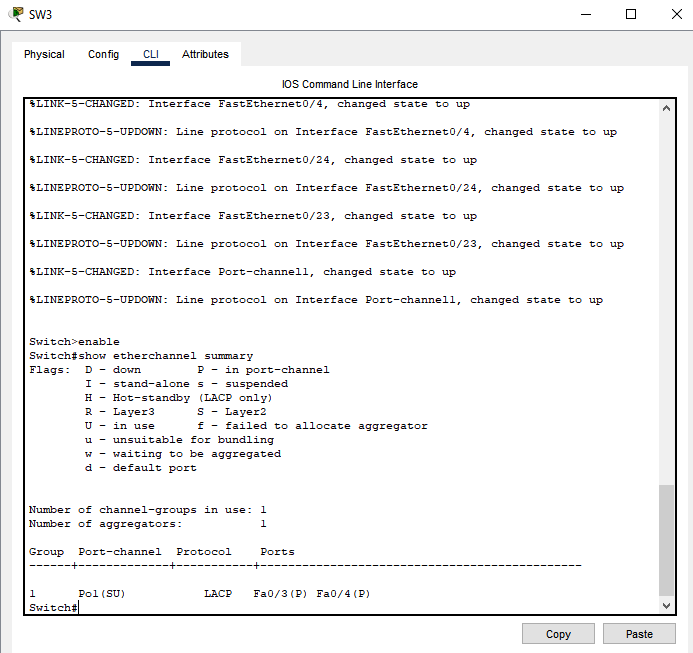 SW3
Physical Config CLI Attributes
IOS Command Line Interface
%LINK-5-CHANGED: Interface FastEthernet0/4, changed state to up
%LINEPROTO-5-UPDOWN: Line protocol on Interface FastEthernet0/4, changed state to up
%LINK-5-CHANGED: Interface FastEthernet0/24, changed state to up
%LINEPROTO-5-UPDOWN: Line protocol on Interface FastEthernet0/24, changed state to up
%LINK-5-CHANGED: Interface FastEthernet0/23, changed state to up
%LINEPROTO-5-UPDOWN: Line protocol on Interface FastEthernet0/23, changed state to up
%LINK-5-CHANGED: Interface Port-channel1, changed state to up
%LINEPROTO-5-UPDOWN: Line protocol on Interface Port-channel1, changed state to up
Switch>enable
Switch#show etherchannel summary
Flags:  D - down        P - in port-channel
        I - stand-alone s - suspended
        H - Hot-standby (LACP only)
        R - Layer3      S - Layer2
        U - in use      f - failed to allocate aggregator
        u - unsuitable for bundling
        w - waiting to be aggregated
        d - default port
Number of channel-groups in use: 1
Number of aggregators:           1
Group  Port-channel  Protocol    Ports
------+-------------+-----------+----------------------------------------------
1      Po1(SU)           LACP   Fa0/3(P) Fa0/4(P)
Switch#
Copy Paste